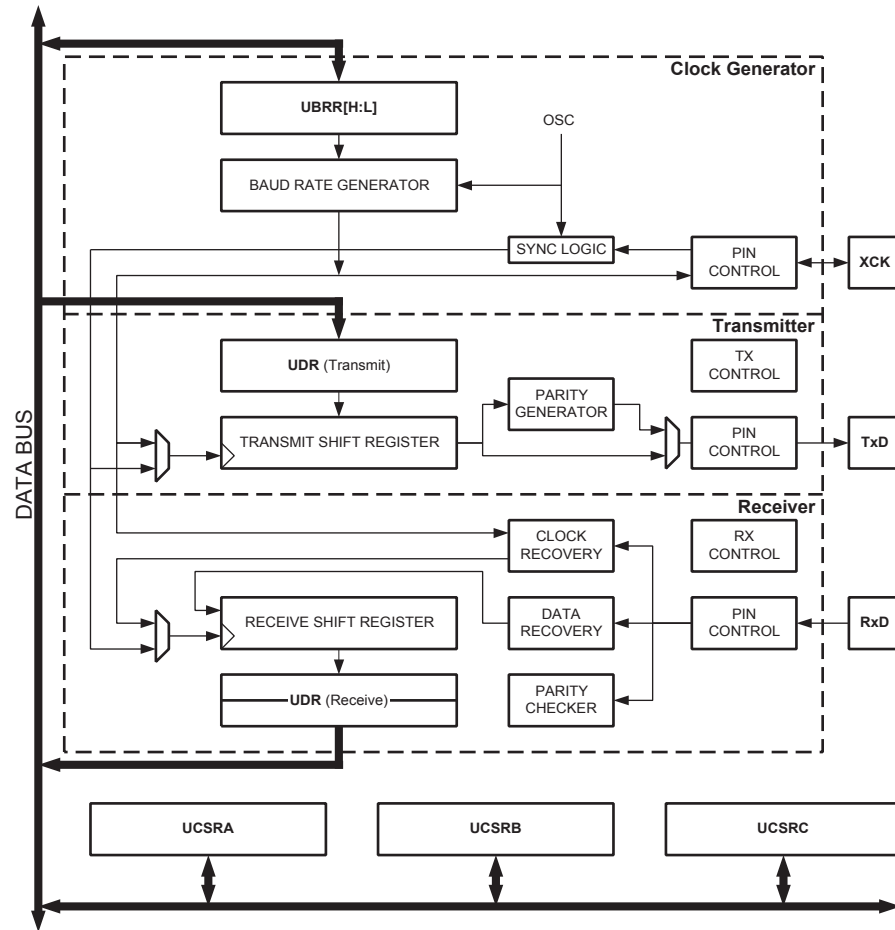 Clock Generator
UBRR[H:L]
OSC
BAUD RATE GENERATOR
SYNC LOGIC
PIN
CONTROL
XCK
Transmitter
UDR (Transmit)
TX
CONTROL
PARITY
GENERATOR
TRANSMIT SHIFT REGISTER
PIN
CONTROL
TxD
DATA BUS
Receiver
CLOCK
RECOVERY
RX
CONTROL
RECEIVE SHIFT REGISTER
DATA
RECOVERY
PIN
CONTROL
RxD
UDR (Receive)
PARITY
CHECKER
UCSRA
UCSRB
UCSRC